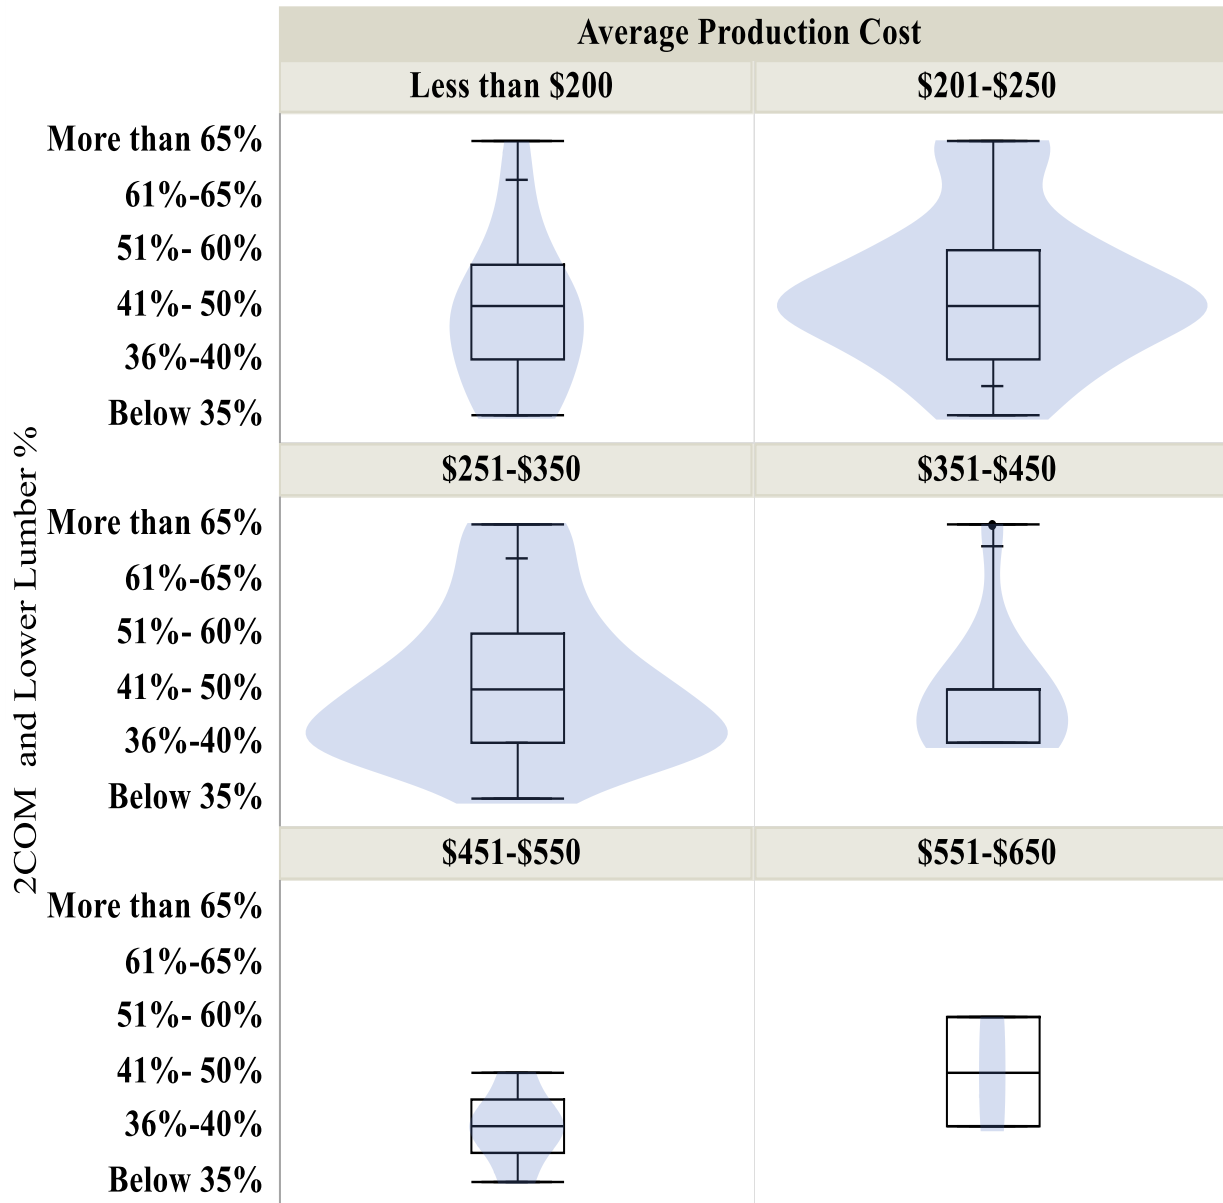 Average Production Cost
Less than $200
$201-$250
More than 65%
61%-65%
51%- 60%
41%- 50%
36%-40%
Below 35%
$251-$350
$351-$450
More than 65%
61%-65%
51%- 60%
41%- 50%
36%-40%
Below 35%
$451-$550
$551-$650
More than 65%
61%-65%
51%- 60%
41%- 50%
36%-40%
Below 35%
2COM  and Lower Lumber %